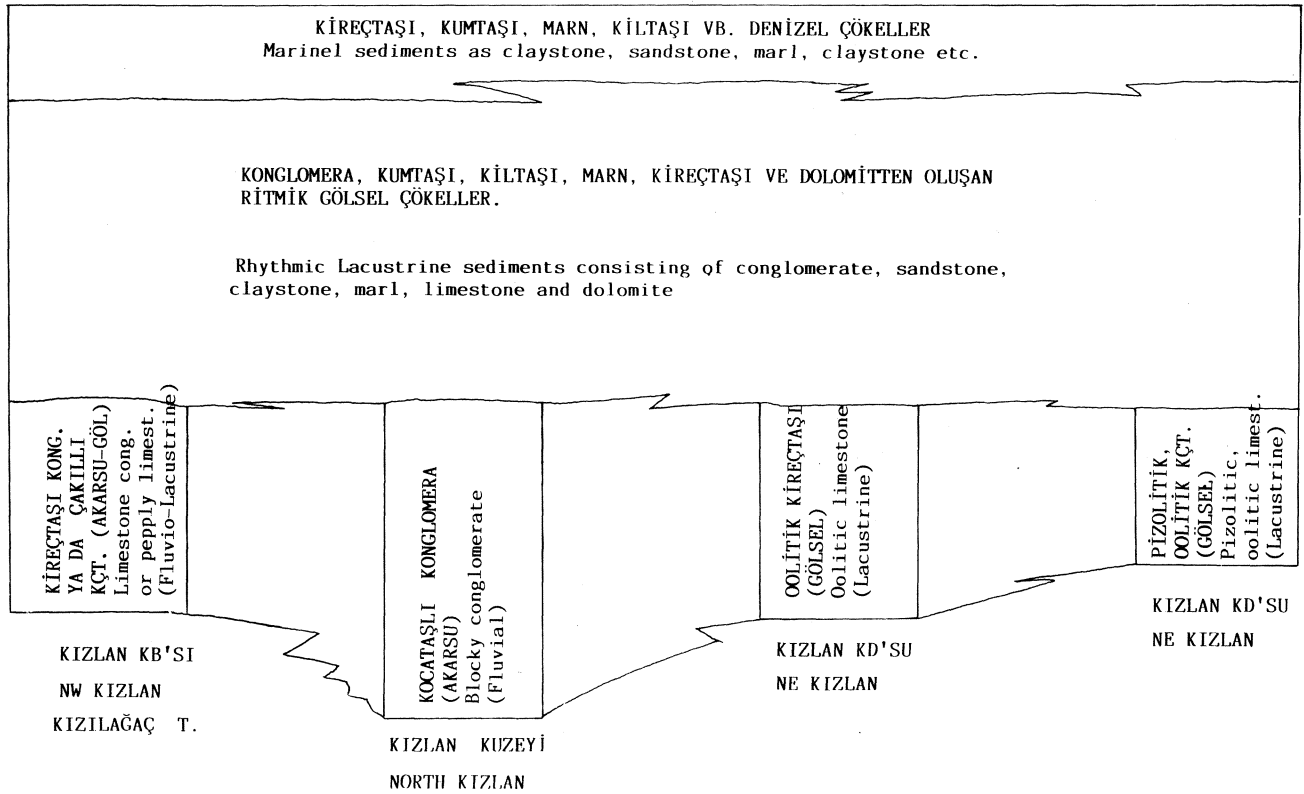 KİREÇTAŞI, KUMTAŞI, MARN, KİLTAŞI VB. DENİZEL ÇÖKELLER
Marinel sediments as claystone, sandstone, marl, claystone etc.
KONGLOMERA, KUMTAŞI, KİLTAŞI, MARN, KİREÇTAŞI VE DOLOMİTTEN OLUŞAN
RİTMİK GÖLSEL ÇÖKELLER.
Rhythmic Lacustrine sediments consisting of conglomerate, sandstone,
claystone, marl, limestone and dolomite
KİREÇTAŞI KONG.
YA DA ÇAKILLI
KÇT. (AKARSU-GÖL)
Limestone cong.
or pepply limest.
(Fluvio-Lacustrine)
KIZLAN KB'SI
NW KIZLAN
KIZILAĞAÇ T.
KOCATAŞLI KONGLOMERA
(AKARSU)
Blocky conglomerate
(Fluvial)
KIZLAN KUZEYİ
NORTH KIZLAN
OOLİTİK KİREÇTAŞI
(GÖLSEL)
Oolitic limestone
(Lacustrine)
KIZLAN KD'SU
NE KIZLAN
PİZOLİTİK,
OOLİTİK KÇT.
(GÖLSEL)
Pizolitic,
oolitic limest.
(Lacustrine)
KIZLAN KD'SU
NE KIZLAN